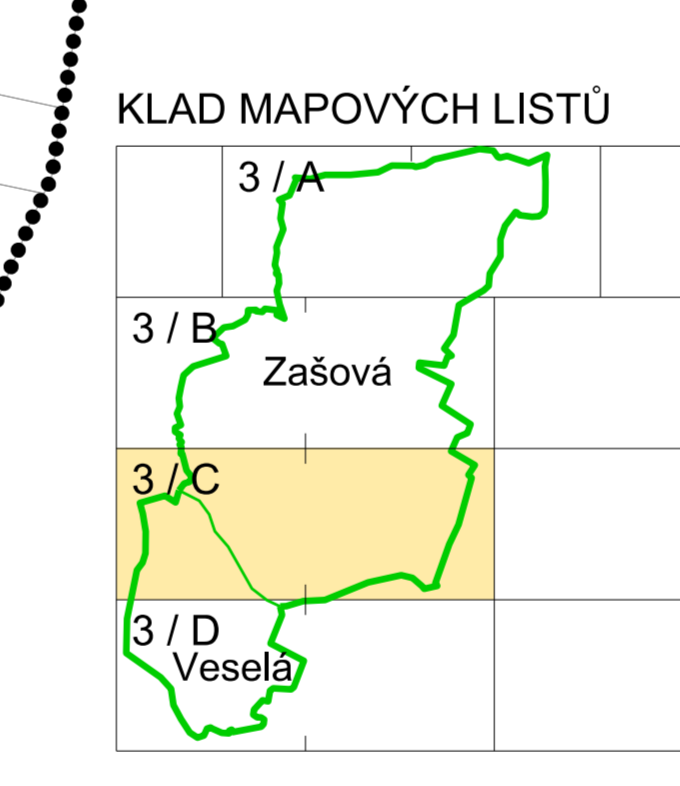 KLAD MAPOVÝCH LISTŮ
3 / A
3 / B
Zašová
3 / C
3 / D
Veselá